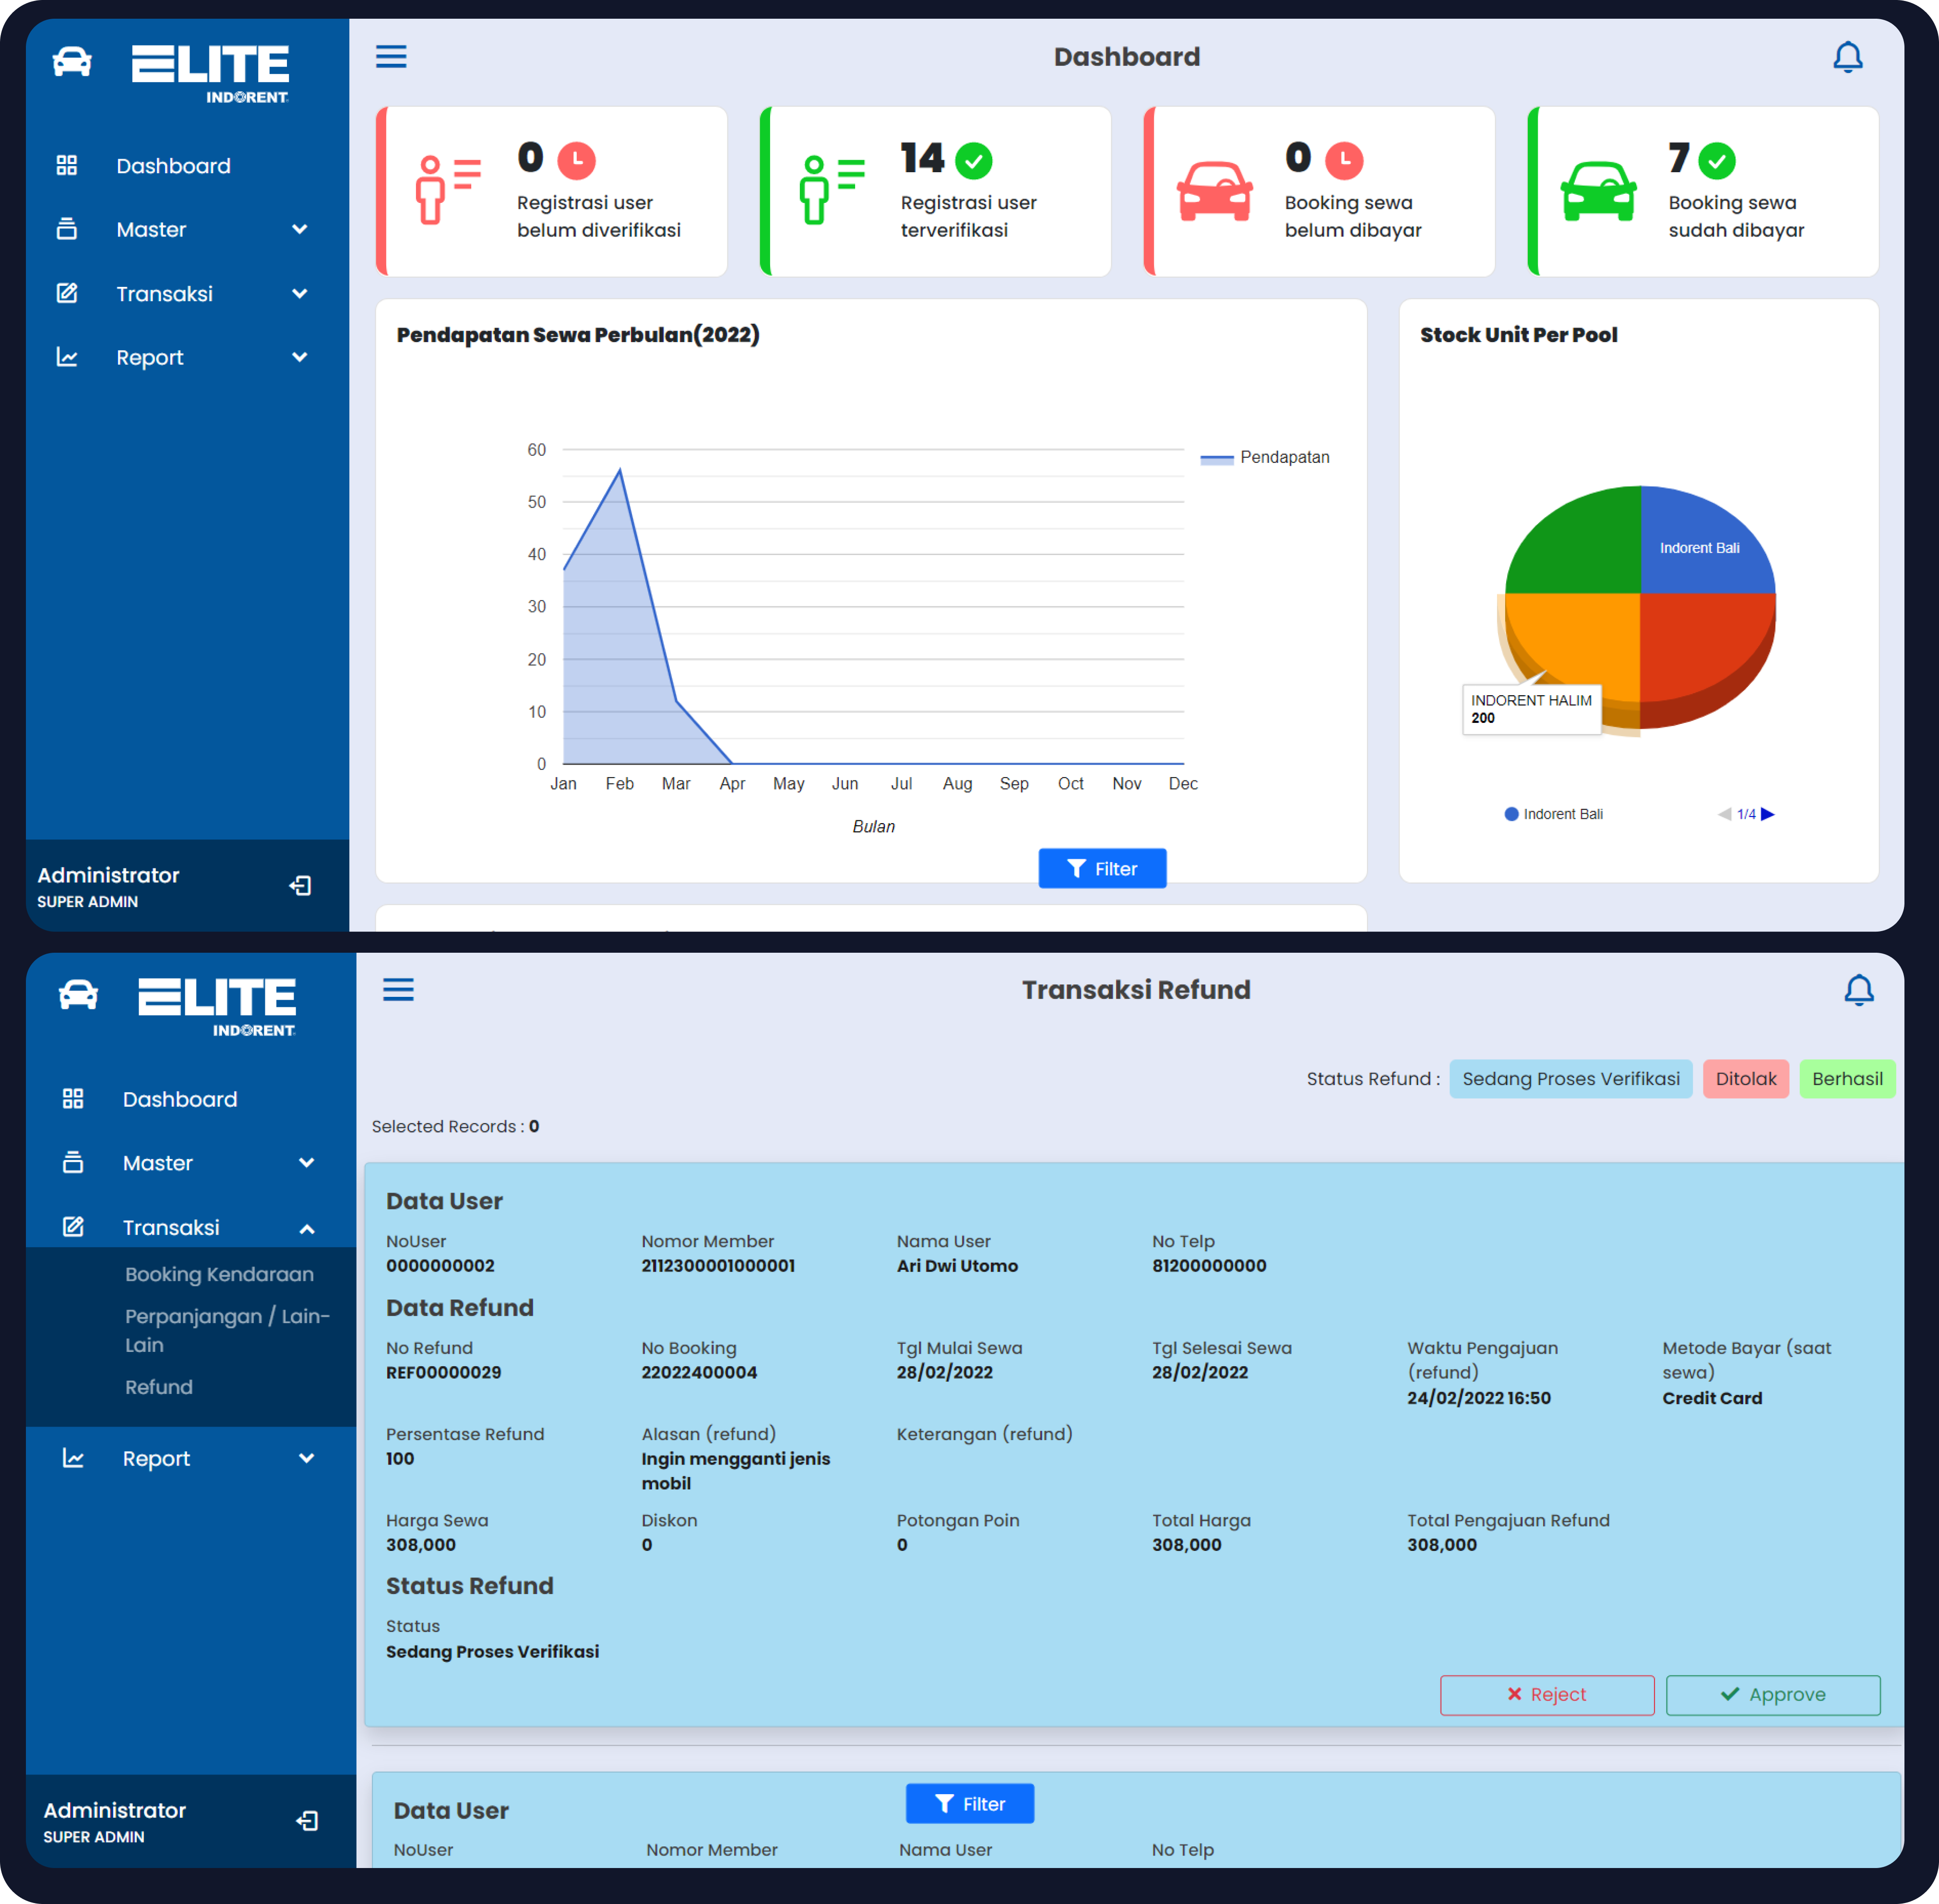 ELITE
INDORENT
Dashboard
Master
Transaksi
Report
Administrator
SUPER ADMIN
Dashboard
0
Registrasi user
belum diverifikasi
14
Registrasi user
terverifikasi
0
Booking sewa
belum dibayar
7
Booking sewa
sudah dibayar
Pendapatan Sewa Perbulan(2022)
60
50
40
30
20
10
0
Jan Feb Mar Apr May Jun Jul Aug Sep Oct Nov Dec
Bulan
Pendapatan
Filter
Stock Unit Per Pool
Indorent Bali
INDORENT HALIM
200
Indorent Bali
1/4
ELITE
INDORENT
Dashboard
Master
Transaksi
Booking Kendaraan
Perpanjangan / Lain-
Lain
Refund
Report
Administrator
SUPER ADMIN
Transaksi Refund
Status Refund : Sedang Proses Verifikasi Ditolak Berhasil
Selected Records : 0
Data User
NoUser Nomor Member Nama User No Telp
0000000002 2112300001000001 Ari Dwi Utomo 81200000000
Data Refund
No Refund No Booking Tgl Mulai Sewa Tgl Selesai Sewa Waktu Pengajuan Metode Bayar (saat
REF00000029 22022400004 28/02/2022 28/02/2022 (refund) sewa)
24/02/2022 16:50 Credit Card
Persentase Refund Alasan (refund) Keterangan (refund)
100 Ingin mengganti jenis
mobil
Harga Sewa Diskon Potongan Poin Total Harga Total Pengajuan Refund
308,000 0 0 308,000 308,000
Status Refund
Status
Sedang Proses Verifikasi
Reject Approve
Data User
Filter
NoUser Nomor Member Nama User No Telp